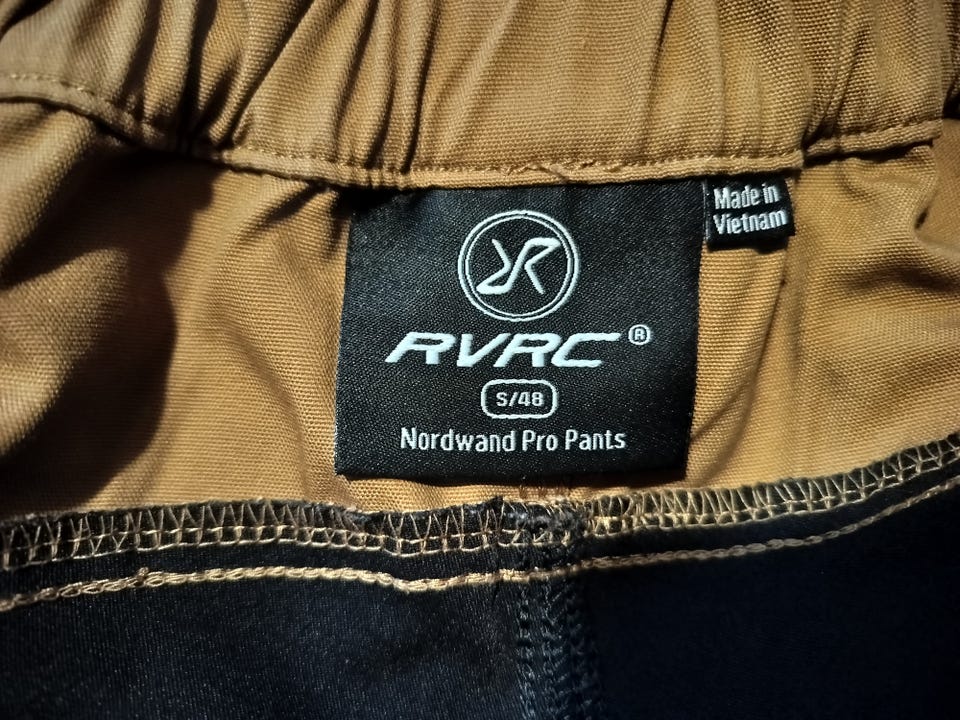 Made in
Vietnam
RVRC®
S/48
Nordwand Pro Pants